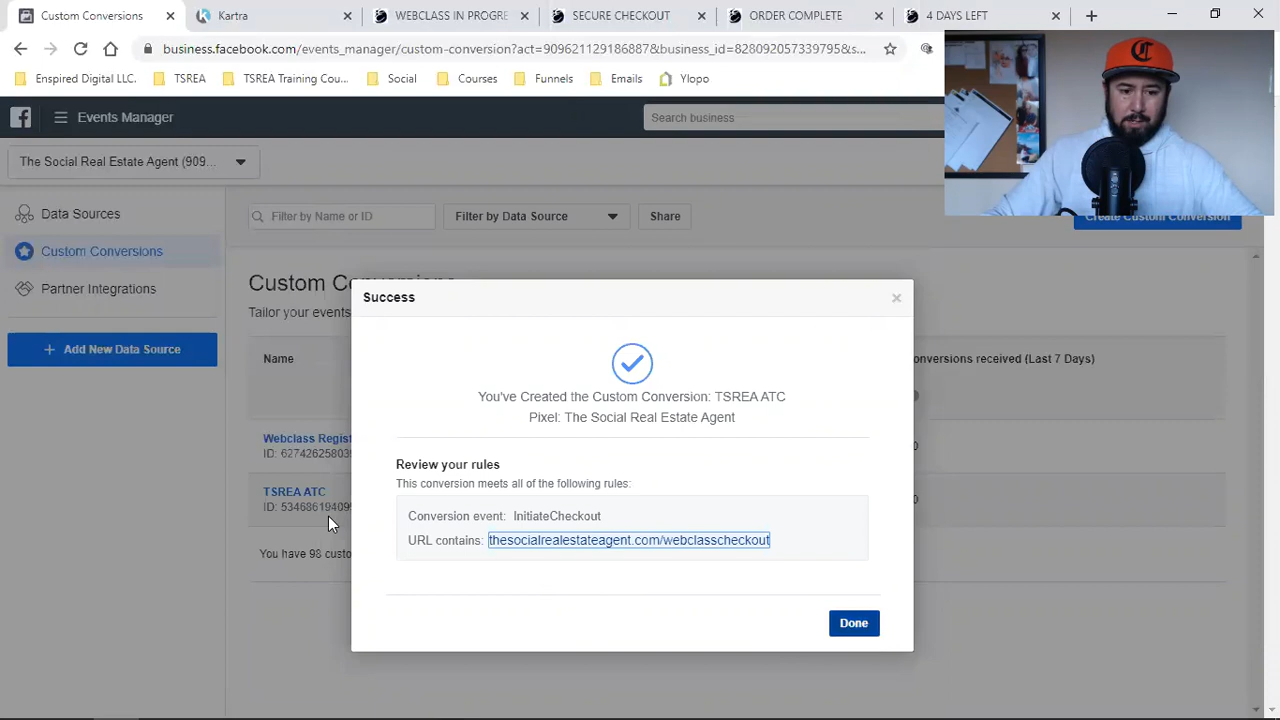 Custom Conversions
Kartra
WEBCLASS IN PROGRE
SECURE CHECKOUT
ORDER COMPLETE
4 DAYS LEFT
business.facebook.com/events_manager/custom-conversion?act=909621129186887&business_id=828092057339795&s...
Enspired Digital LLC.
TSREA
TSREA Training Cou...
Social
Courses
Funnels
Emails
Ylopo
Events Manager
Search business
The Social Real Estate Agent (909...
Data Sources
Custom Conversions
Partner Integrations
Add New Data Source
Filter by Name or ID
Filter by Data Source
Share
Create Custom Conversion
Custom Conversions
Tailor your events
Name
onversions received (Last 7 Days)
Webclass Regist
ID: 62742625803
0
TSREA ATC
ID: 53468619409
0
You have 98 custo
Success
You've Created the Custom Conversion: TSREA ATC
Pixel: The Social Real Estate Agent
Review your rules
This conversion meets all of the following rules:
Conversion event: InitiateCheckout
URL contains: thesocialrealestateagent.com/webclasscheckout
Done